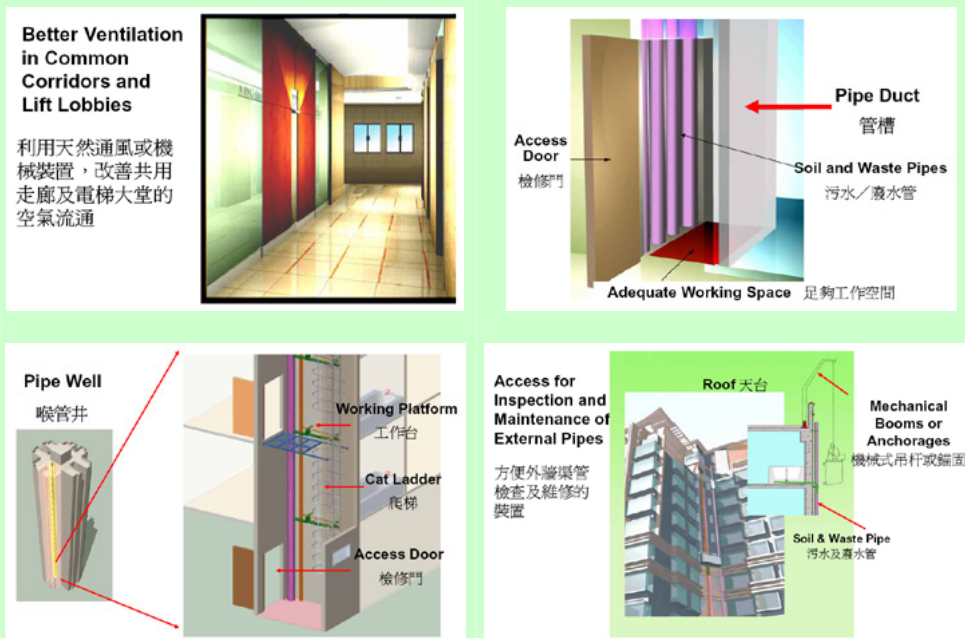 Better Ventilation
in Common
Corridors and
Lift Lobbies
利用天然通風或機
械裝置，改善共用
走廊及電梯大堂的
空氣流通
Pipe Duct
管槽
Access
Door
檢修門
Soil and Waste Pipes
污水／廢水管
Adequate Working Space 足夠工作空間
Pipe Well
喉管井
Working Platform
工作台
Cat Ladder
爬梯
Access Door
檢修門
Access for
Inspection and
Maintenance of
External Pipes
方便外牆渠管
檢查及維修的
裝置
Roof 天台
Mechanical
Booms or
Anchorages
機械式吊杆或錨固
Soil & Waste Pipe
污水及廢水管